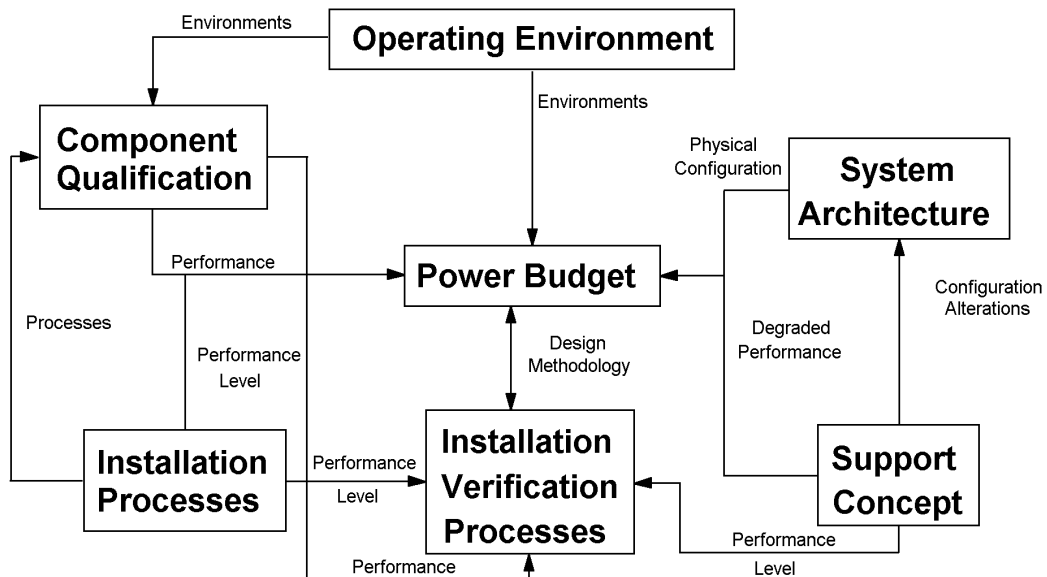 Environments
Operating Environment
Environments
Component
Qualification
Physical
Configuration
System
Architecture
Performance
Power Budget
Configuration
Alterations
Processes
Performance
Level
Design
Methodology
Degraded
Performance
Installation
Processes
Performance
Level
Installation
Verification
Processes
Support
Concept
Performance
Level
Performance